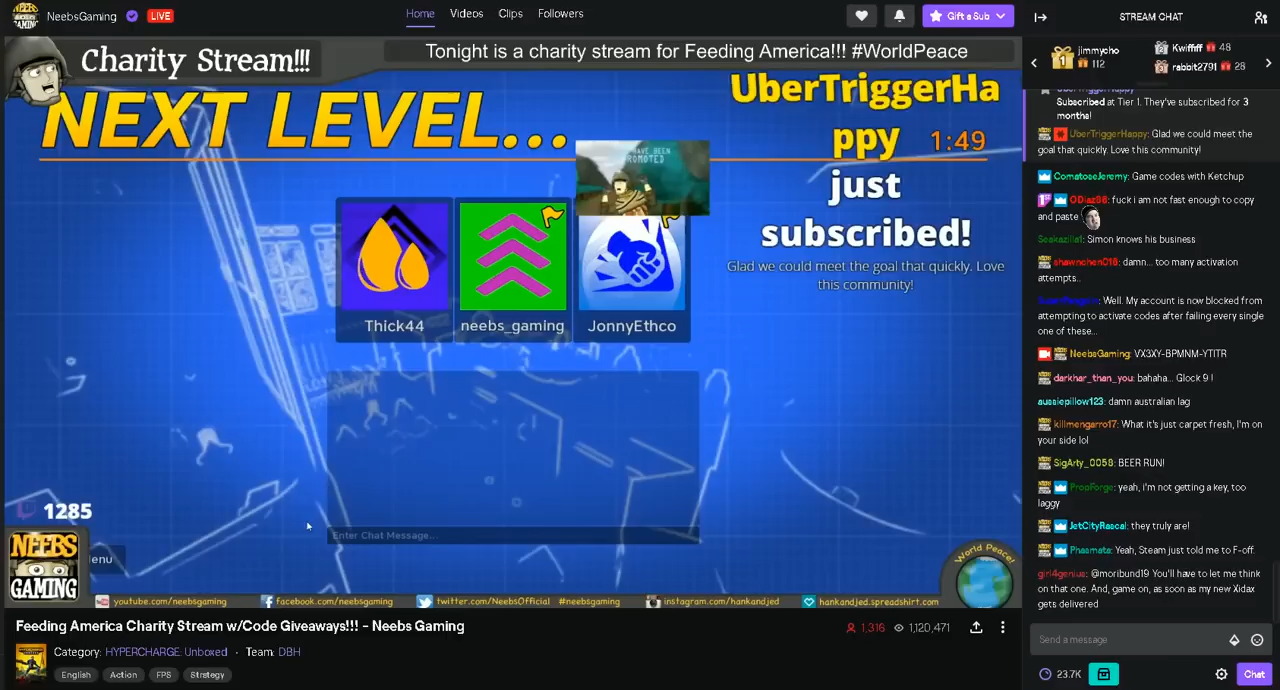 NeebsGaming LIVE
Home Videos Clips Followers
Gift a Sub
STREAM CHAT
Charity Stream!!!
Tonight is a charity stream for Feeding America!!! #WorldPeace
NEXT LEVEL...
UberTriggerHa
ppy
just
subscribed!
Glad we could meet the goal that quickly. Love
this community!
1:49
HAVE BEEN
PROMOTED
Thick44 neebs_gaming JonnyEthco
Enter Chat Message...
1285
NEEBS
GAMING
enu
World Peace!
youtube.com/neebsgaming facebook.com/neebsgaming twitter.com/NeebsOfficial #neebsgaming instagram.com/hankandjed hankandjed.spreadshirt.com
Feeding America Charity Stream w/Code Giveaways!!! - Neebs Gaming
1,316 1,120,471
Category: HYPERCHARGE: Unboxed · Team: DBH
English Action FPS Strategy
1 jimmycho
112
Kwiffff 48
rabbit2791 28
UberTriggerHappy
Subscribed at Tier 1. They've subscribed for 3
months!
UberTriggerHappy: Glad we could meet the
goal that quickly. Love this community!
ComatoseJeremy: Game codes with Ketchup
GDiaz96: fuck i am not fast enough to copy
and paste
Seakazilla1: Simon knows his business
shawnchen016: damn... too many activation
attempts..
Well. My account is now blocked from
attempting to activate codes after failing every single
one of these...
NeebsGaming: VX3XY-BPMNM-YTITR
darkhar_than_you: bahaha... Glock 9 !
aussiepillow123: damn australian lag
killmengarro17: What it's just carpet fresh, I'm on
your side lol
SigArty_0058: BEER RUN!
PropForge: yeah, i'm not getting a key, too
laggy
JetCityRascal: they truly are!
Phasmata: Yeah, Steam just told me to F-off.
girl4genius: @moribund19 You'll have to let me think
on that one. And, game on, as soon as my new Xidax
gets delivered
Send a message
23.7K
Chat